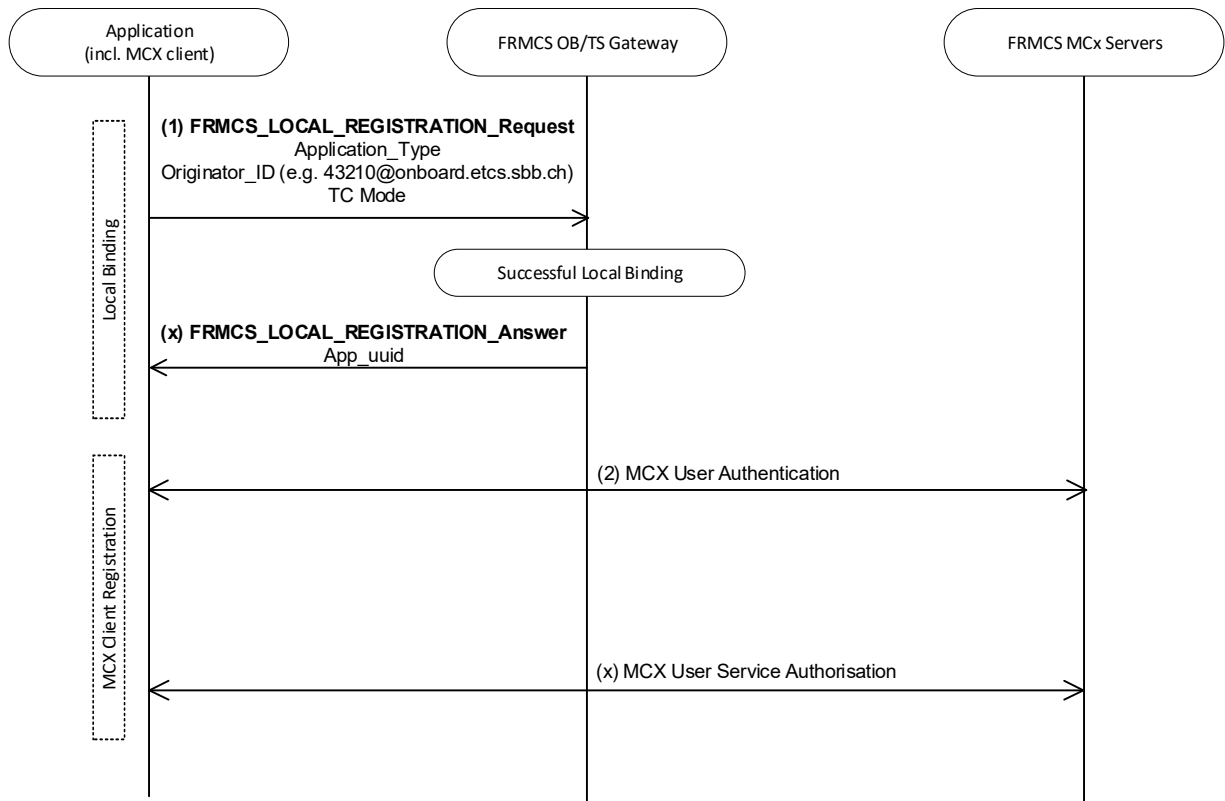 Application
(incl. MCX client)
FRMCS OB/TS Gateway
FRMCS MCx Servers
Local Binding
(1) FRMCS_LOCAL_REGISTRATION_Request
Application_Type
Originator_ID (e.g. 43210@onboard.etcs.sbb.ch)
TC Mode
Successful Local Binding
(x) FRMCS_LOCAL_REGISTRATION_Answer
App_uuid
MCX Client Registration
(2) MCX User Authentication
(x) MCX User Service Authorisation